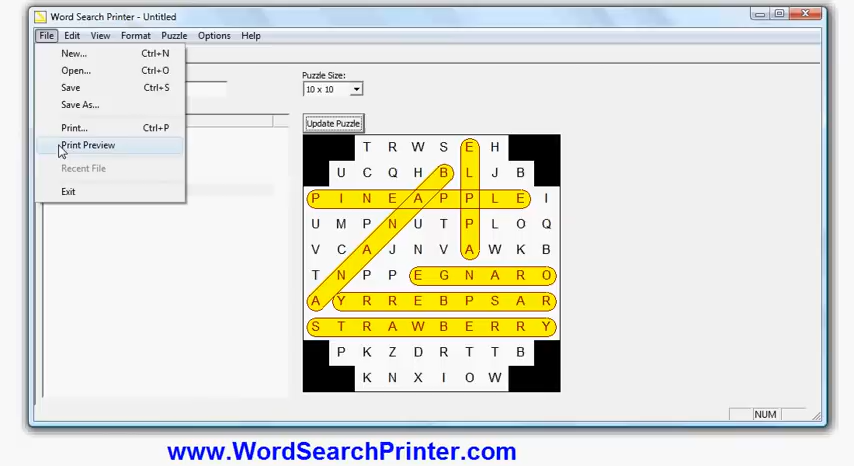 Word Search Printer - Untitled
File Edit View Format Puzzle Options Help
New... Ctrl+N
Open... Ctrl+O
Save Ctrl+S
Save As...
Print... Ctrl+P
Print Preview
Recent File
Exit
Puzzle Size:
10 x 10
Update Puzzle
T R W S E H
U C Q H B L J B
P I N E A P P L E I
U M P N U T P L O Q
V C A J N V A W K B
T N P P E G N A R O
A Y R R E B P S A R
S T R A W B E R R Y
P K Z D R T T B
K N X I O W
NUM
www.WordSearchPrinter.com